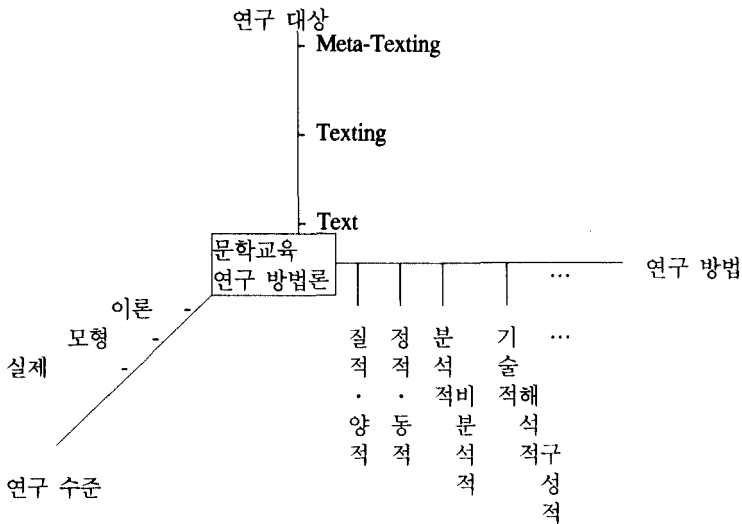 연구 대상
Meta-Texting
Texting
Text
문학교육
연구 방법론
연구 방법
이론
모형
실제
연구 수준
질적·양적
정적·동적
분석적
비분석적
기술적
해석적
구성적
…
…